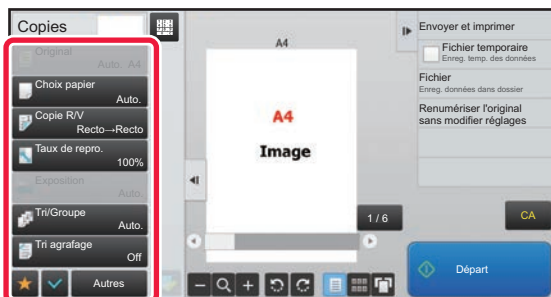 Copies
Original
Auto. A4
Choix papier
Auto.
Copie R/V
Recto→Recto
Taux de repro.
100%
Exposition
Auto.
Tri/Groupe
Auto.
Tri agrafage
Off
Autres
A4
A4
Image
1 / 6
Envoyer et imprimer
Fichier temporaire
Enreg. temp. des données
Fichier
Enreg. données dans dossier
Renumériser l'original
sans modifier réglages
CA
Départ